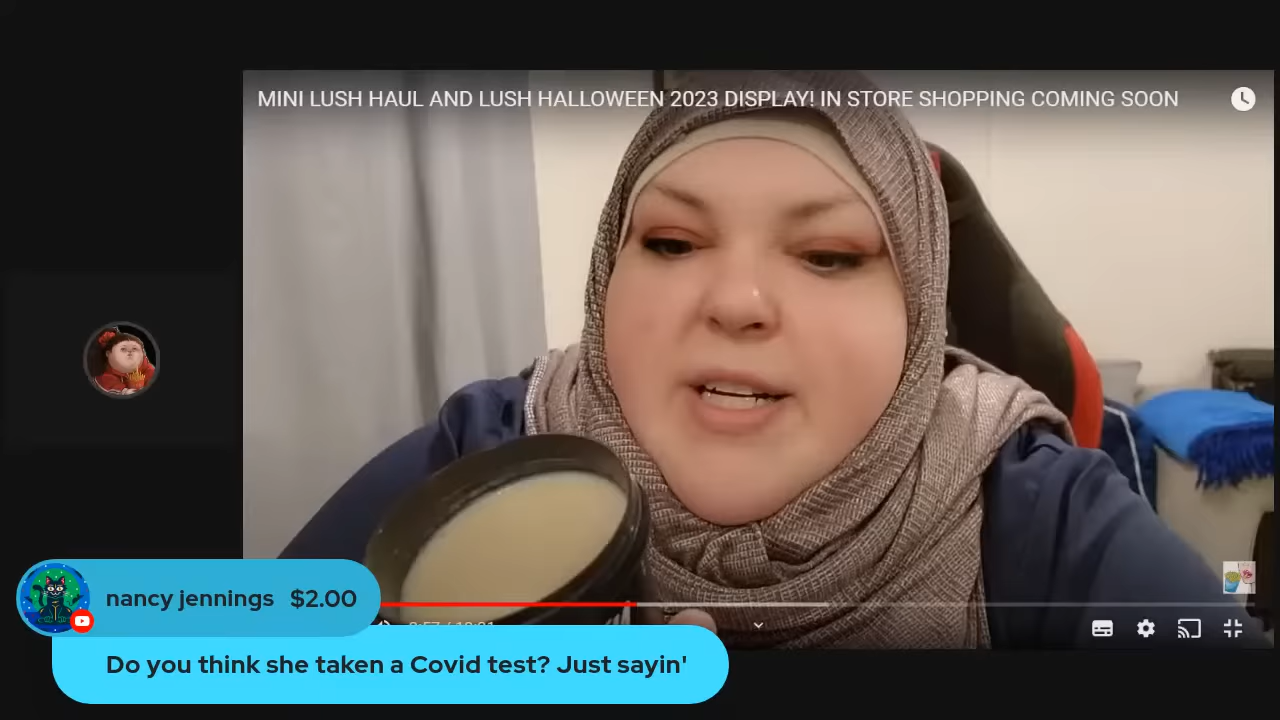 MINI LUSH HAUL AND LUSH HALLOWEEN 2023 DISPLAY! IN STORE SHOPPING COMING SOON
nancy jennings $2.00
Do you think she taken a Covid test? Just sayin'